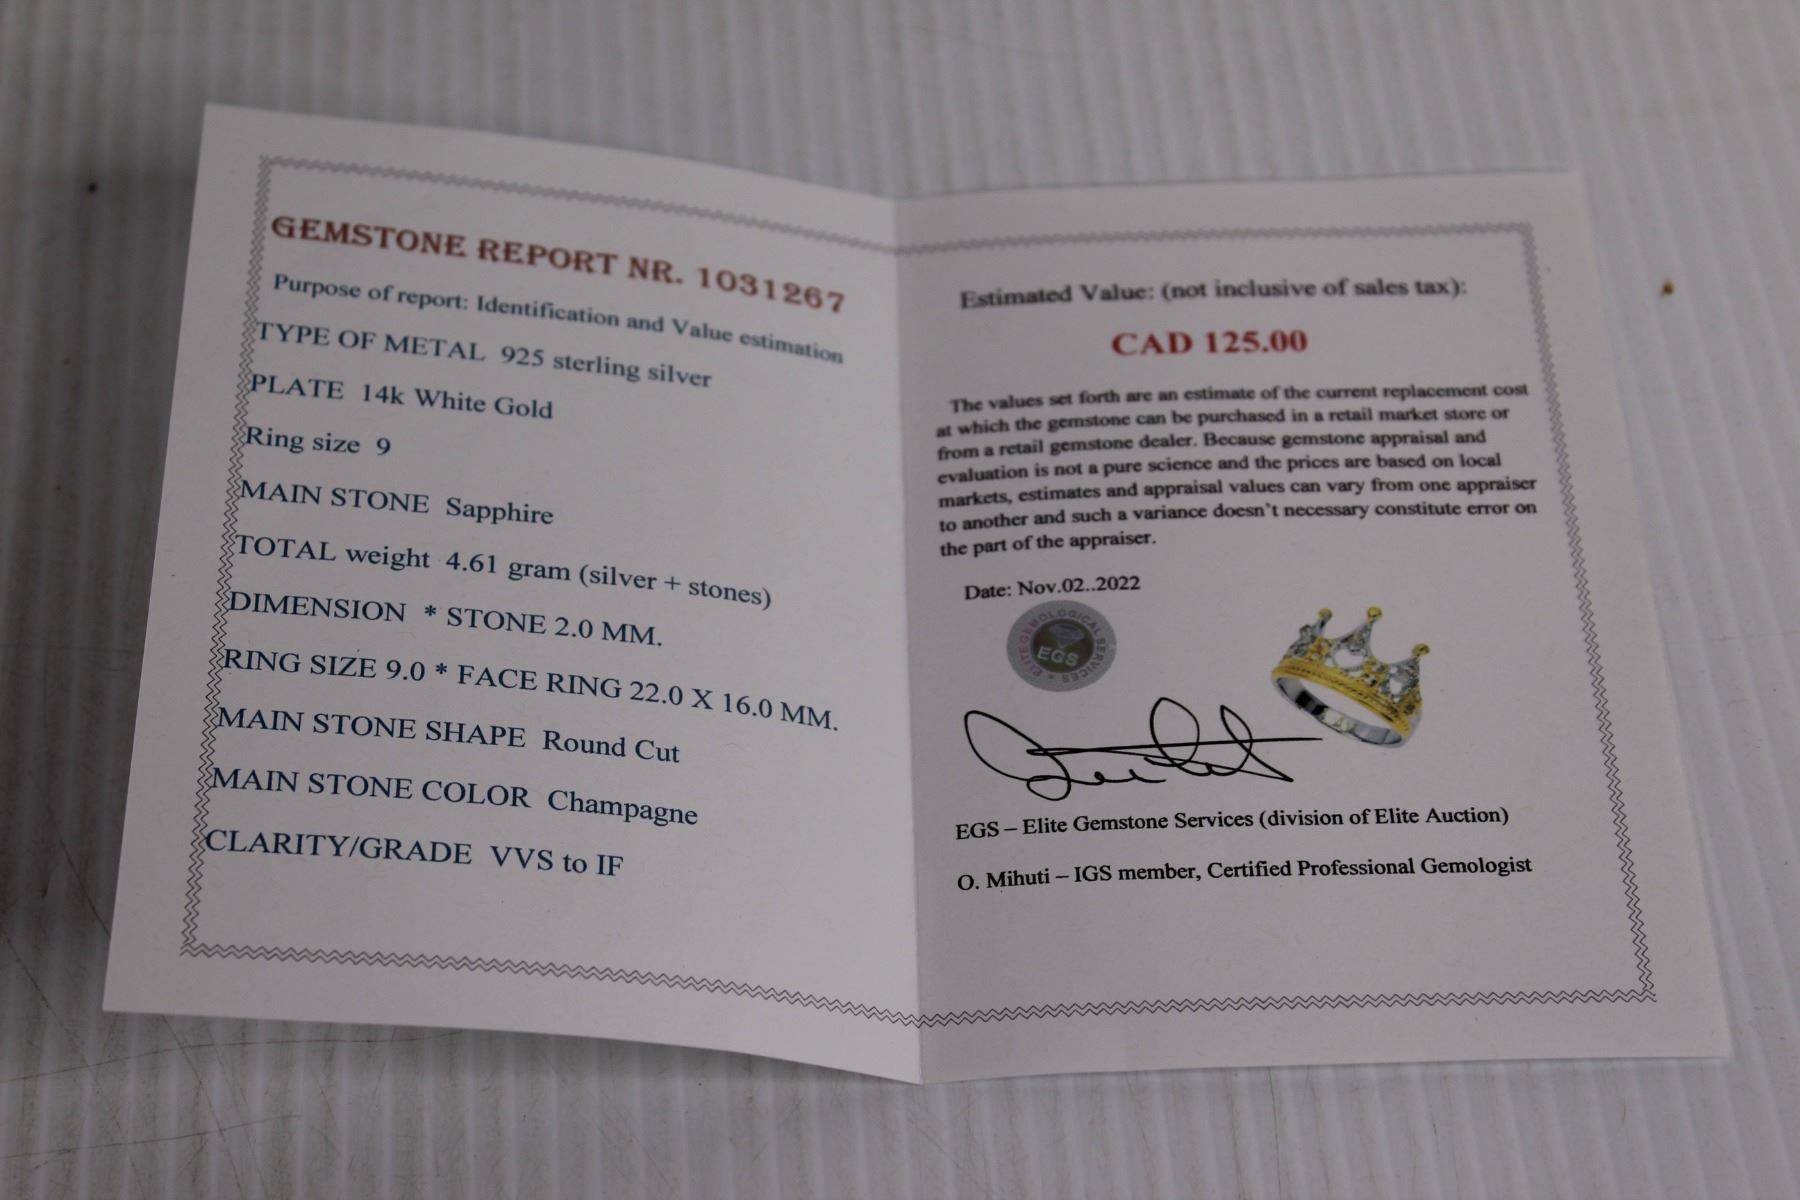 GEMSTONE REPORT NR. 1031267
Purpose of report: Identification and Value estimation
TYPE OF METAL 925 sterling silver
PLATE 14k White Gold
Ring size 9
MAIN STONE Sapphire
TOTAL weight 4.61 gram (silver + stones)
DIMENSION * STONE 2.0 MM.
RING SIZE 9.0 * FACE RING 22.0 X 16.0 MM.
MAIN STONE SHAPE Round Cut
MAIN STONE COLOR Champagne
CLARITY/GRADE VVS to IF
Estimated Value: (not inclusive of sales tax):
CAD 125.00
The values set forth are an estimate of the current replacement cost
at which the gemstone can be purchased in a retail market store or
from a retail gemstone dealer. Because gemstone appraisal and
evaluation is not a pure science and the prices are based on local
markets, estimates and appraisal values can vary from one appraiser
to another and such a variance doesn't necessary constitute error on
the part of the appraiser.
Date: Nov.02..2022
ELITE GEMOLOGICAL SERVICES
EGS
EGS – Elite Gemstone Services (division of Elite Auction)
O. Mihuti – IGS member, Certified Professional Gemologist